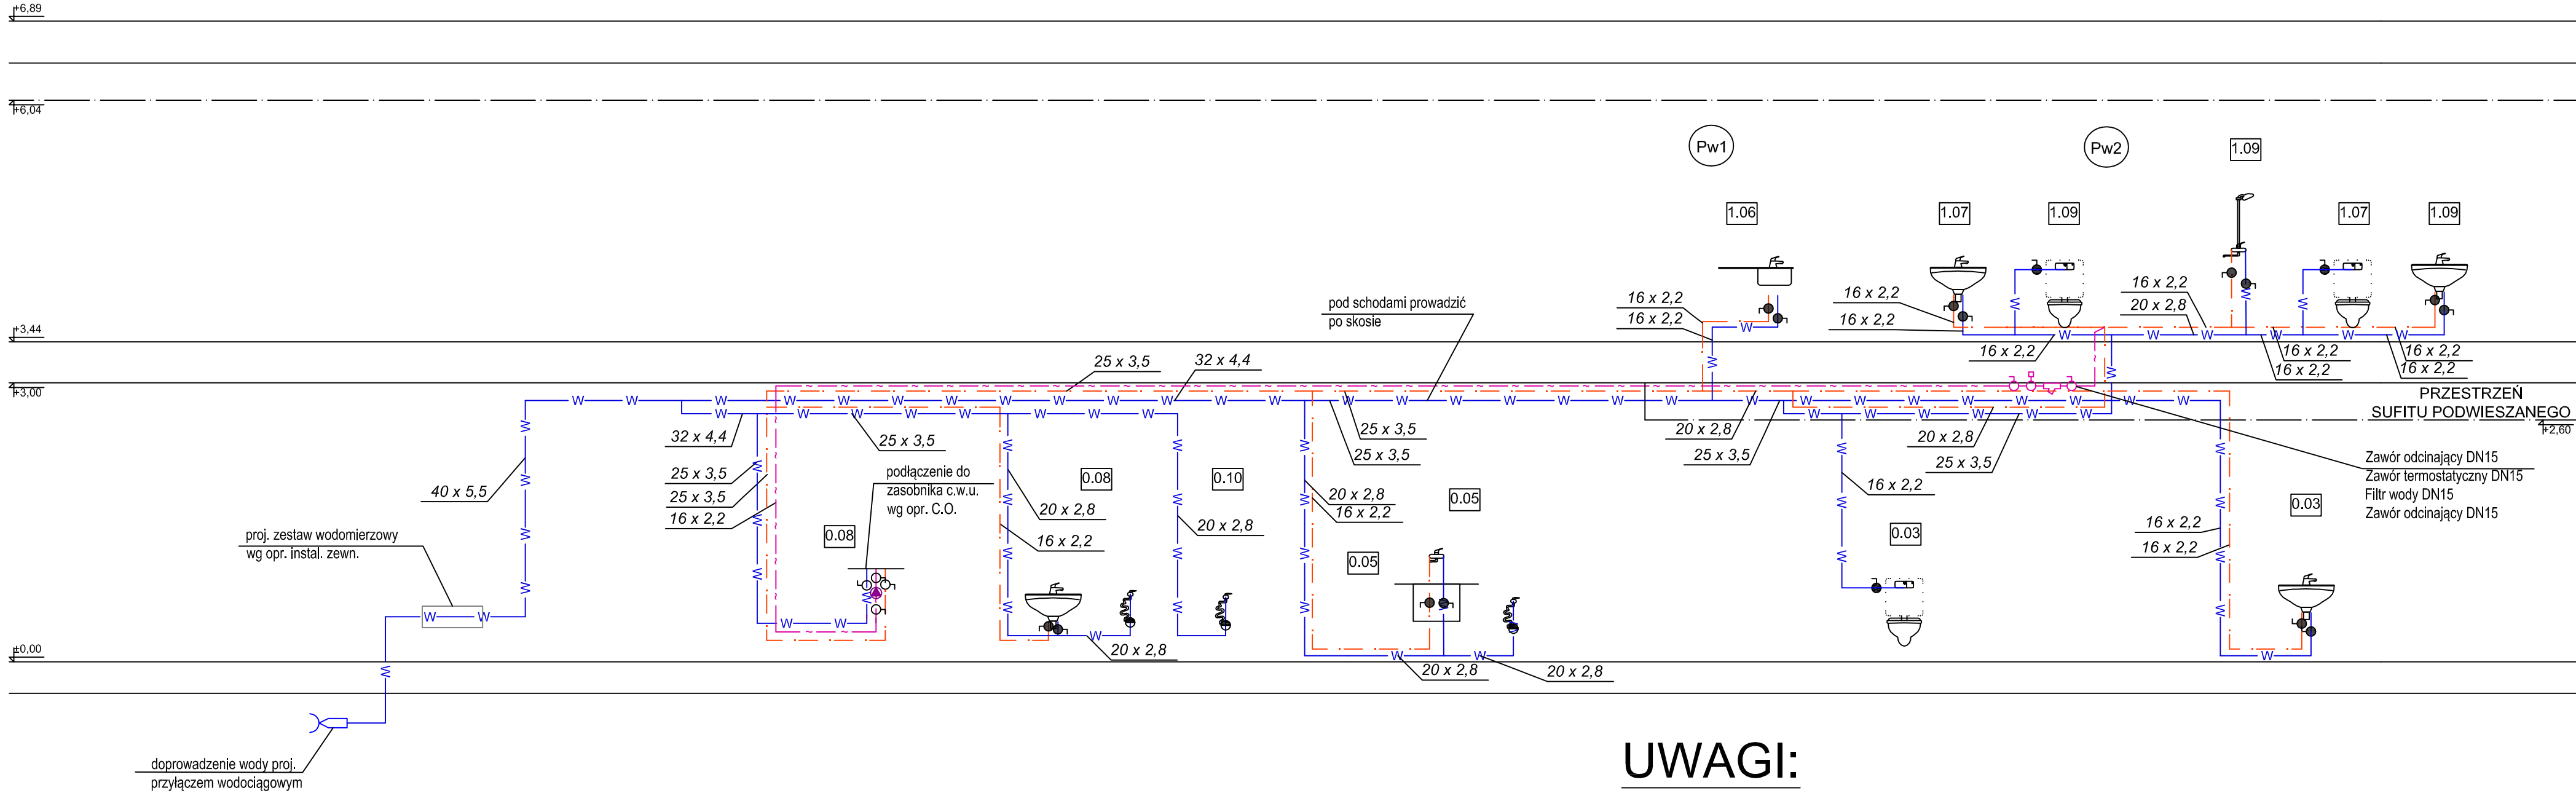 +6,89
+6,04
Pw1
Pw2
1.09
1.06
1.07
1.09
1.07
1.09
16 x 2,2
16 x 2,2
16 x 2,2
16 x 2,2
16 x 2,2
16 x 2,2
20 x 2,8
16 x 2,2
16 x 2,2
16 x 2,2
16 x 2,2
pod schodami prowadzić
po skosie
+3,44
+3,00
25 x 3,5
32 x 4,4
PRZESTRZEŃ
SUFITU PODWIESZANEGO
+2,60
32 x 4,4
25 x 3,5
25 x 3,5
25 x 3,5
20 x 2,8
25 x 3,5
20 x 2,8
25 x 3,5
40 x 5,5
25 x 3,5
25 x 3,5
16 x 2,2
podłączenie do
zasobnika c.w.u.
wg opr. C.O.
0.08
0.08
0.10
20 x 2,8
16 x 2,2
20 x 2,8
20 x 2,8
16 x 2,2
0.05
0.05
16 x 2,2
0.03
16 x 2,2
16 x 2,2
0.03
Zawór odcinający DN15
Zawór termostatyczny DN15
Filtr wody DN15
Zawór odcinający DN15
proj. zestaw wodomierzowy
wg opr. instal. zewn.
±0,00
20 x 2,8
20 x 2,8
20 x 2,8
doprowadzenie wody proj.
przyłączem wodociągowym
UWAGI: